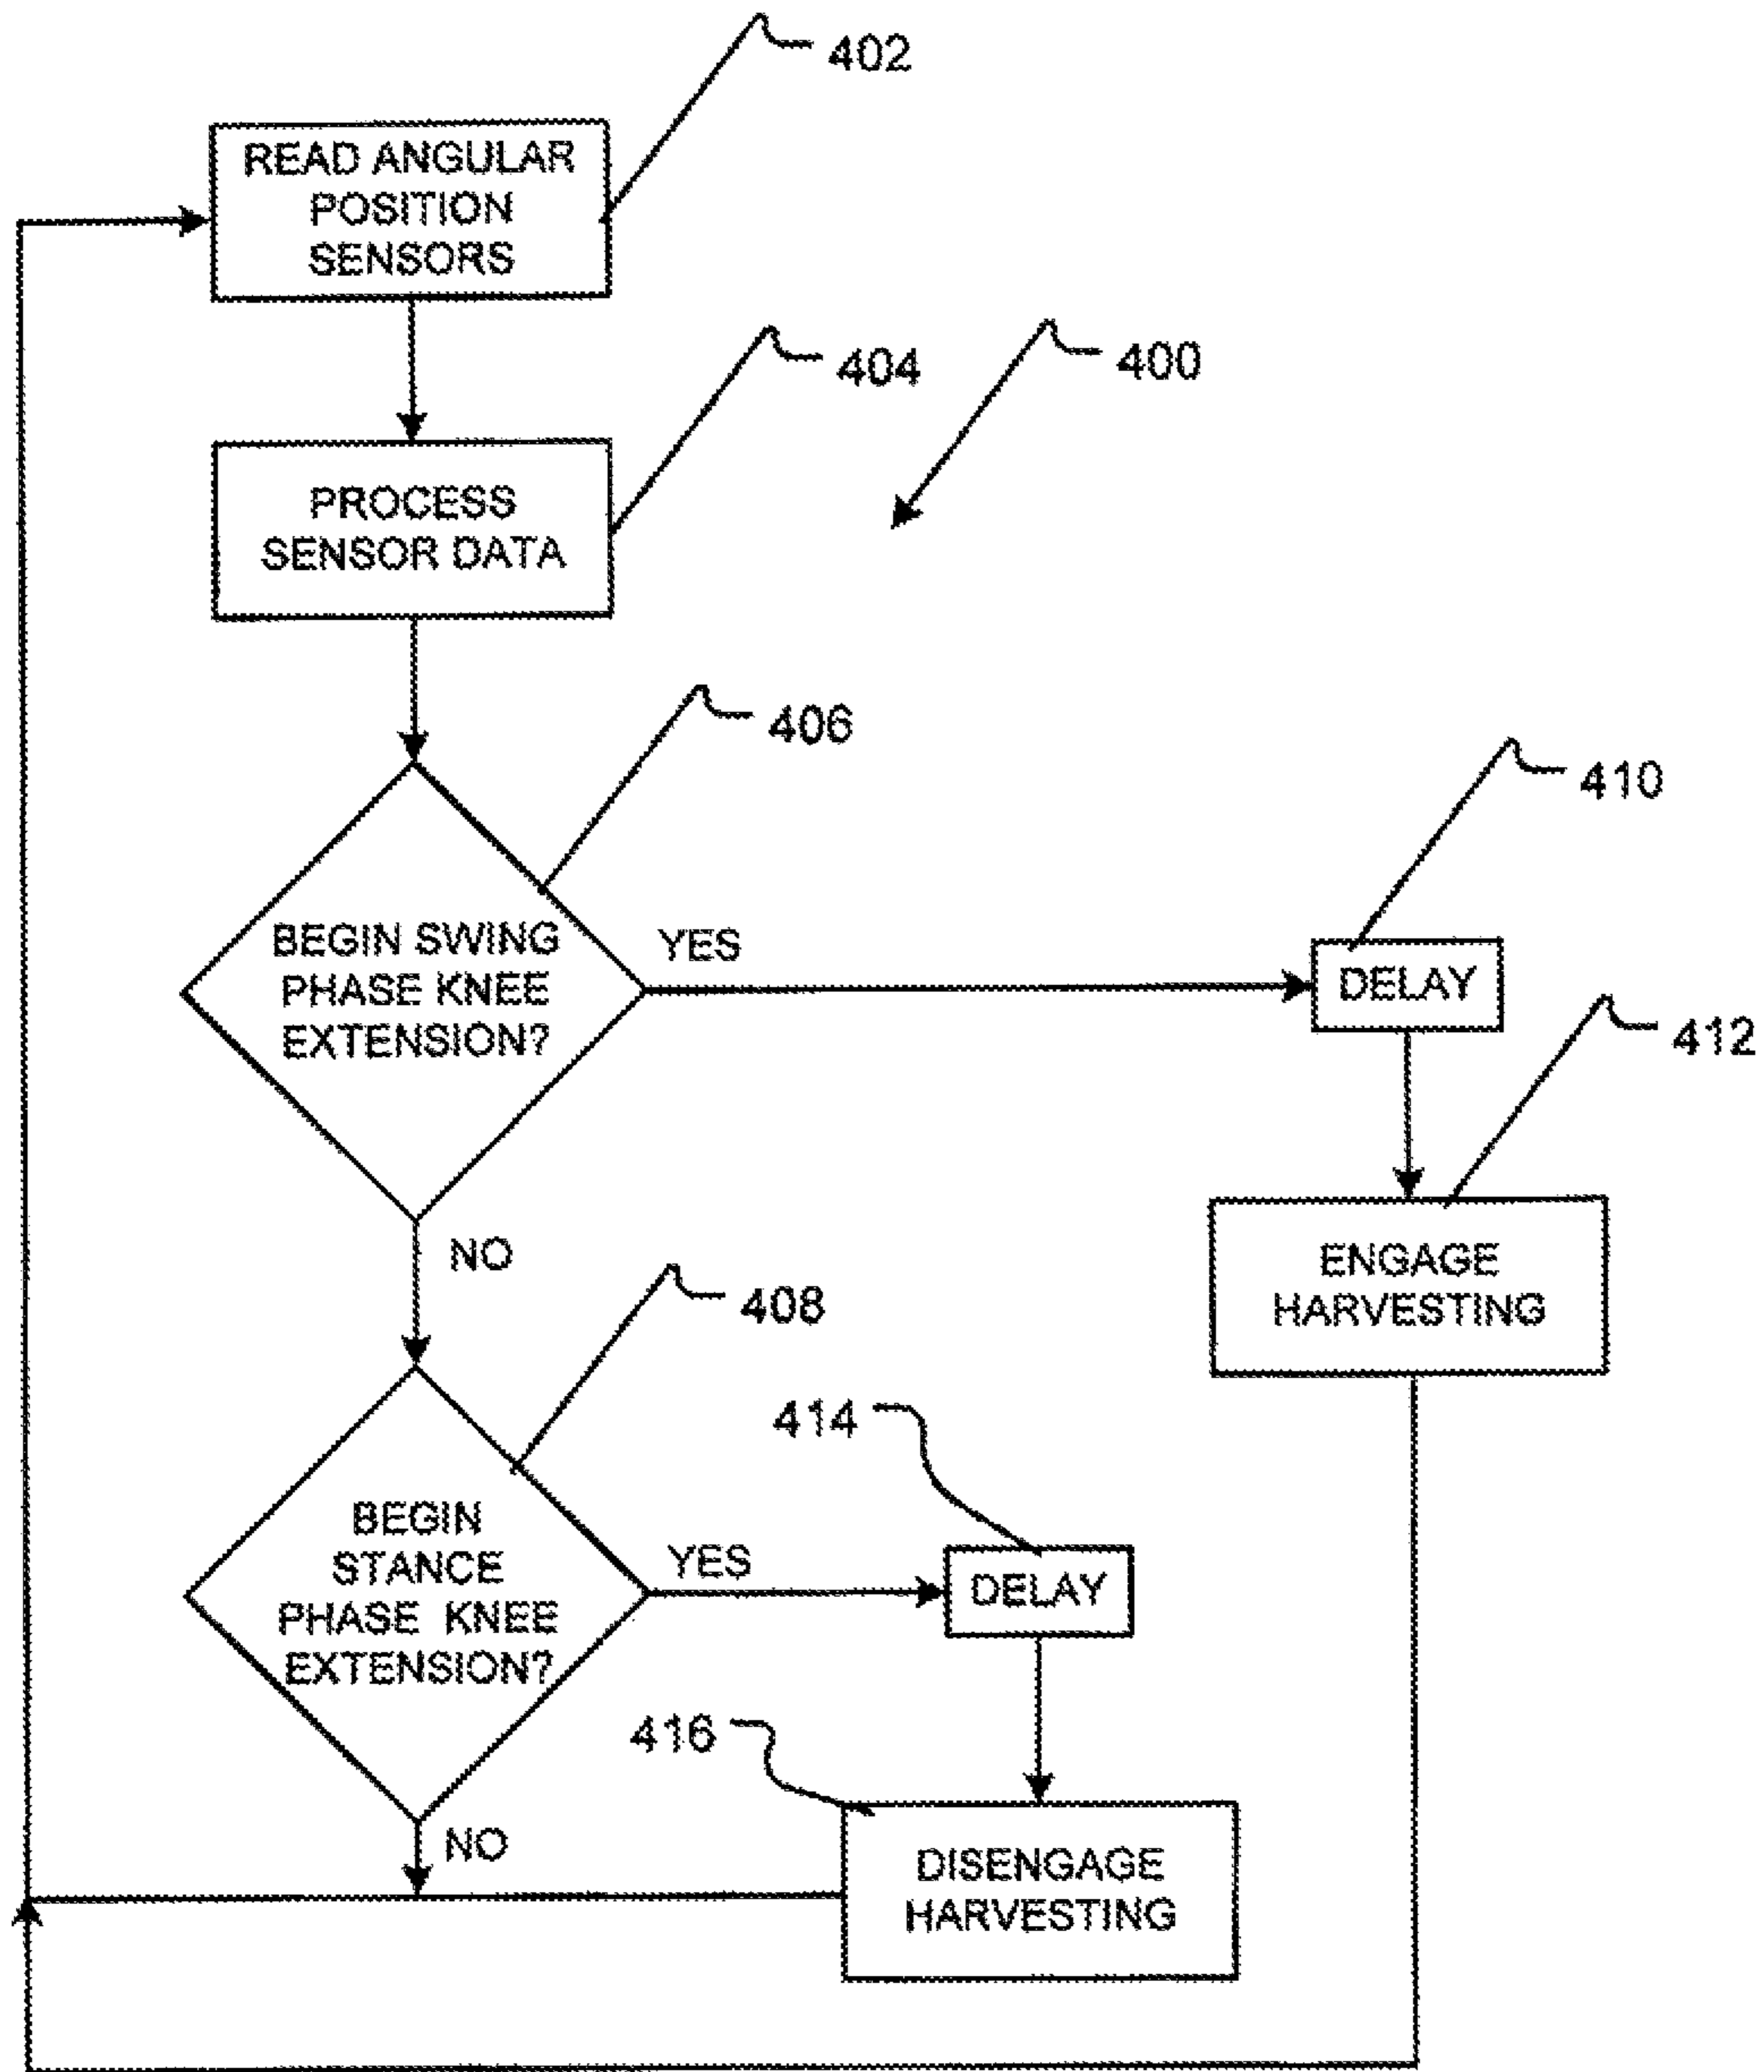 402
READ ANGULAR
POSITION
SENSORS
404
400
PROCESS
SENSOR DATA
406
410
BEGIN SWING
PHASE KNEE
EXTENSION?
YES
DELAY
412
NO
ENGAGE
HARVESTING
408
414
BEGIN
STANCE
PHASE KNEE
EXTENSION?
YES
DELAY
416
NO
DISENGAGE
HARVESTING